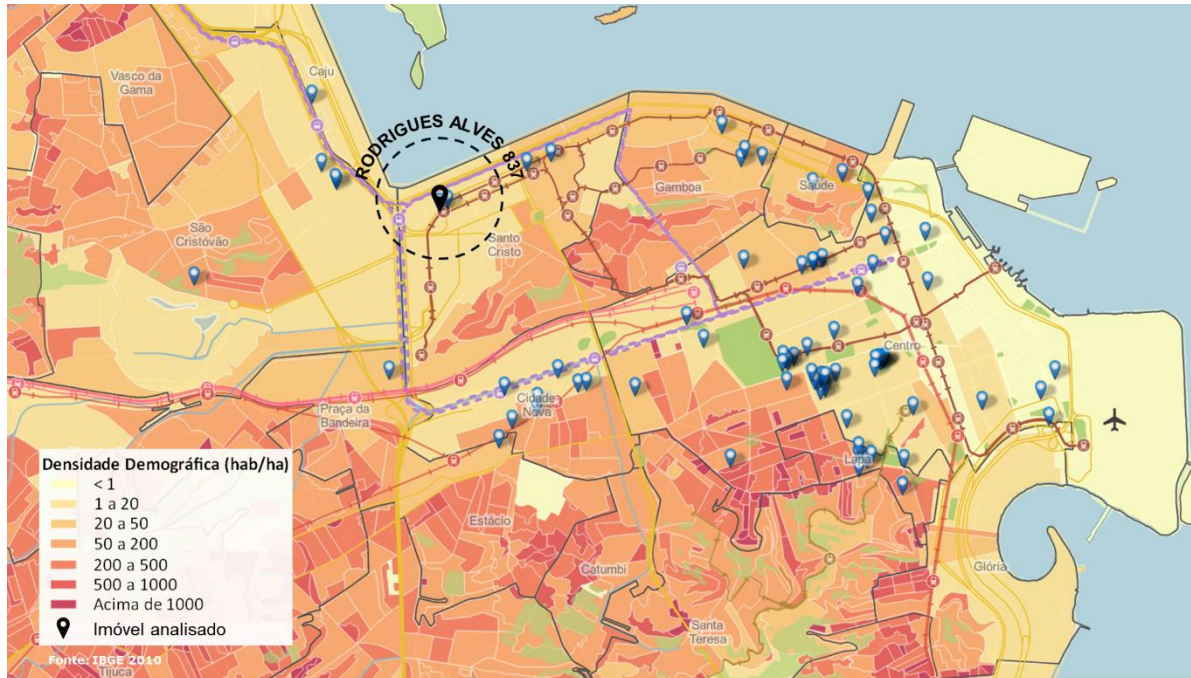 Caju
Vasco da
Gama
RODRIGUES ALVES 837
Gamboa
Saúde
São
Cristóvão
Santo
Cristo
Centro
Cidade
Nova
Praça da
Bandeira
Lapa
Estácio
Catumbi
Glória
Santa
Teresa
Tijuca
Densidade Demográfica (hab/ha)
< 1
1 a 20
20 a 50
50 a 200
200 a 500
500 a 1000
Acima de 1000
Imóvel analisado
Fonte: IBGE 2010